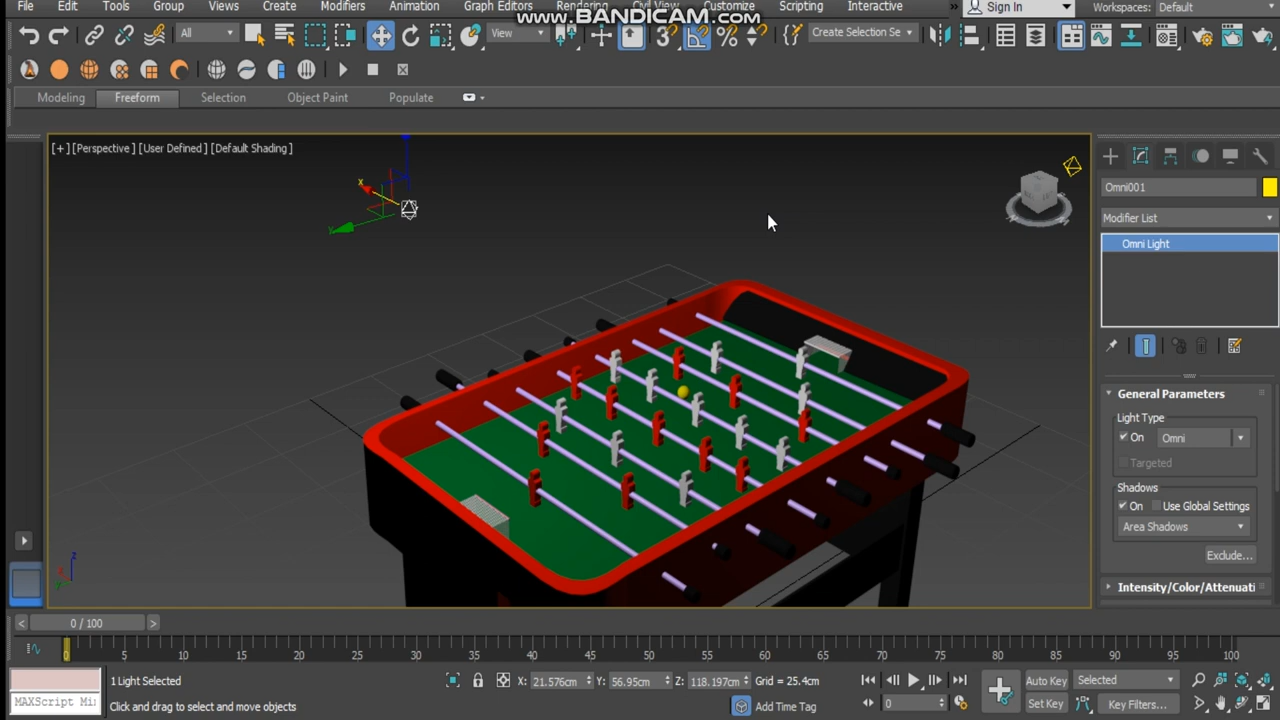 File Edit Tools Group Views Create Modifiers Animation Graph Editors Rendering Civil View Customize Scripting Interactive » Sign In Workspaces: Default
www.BANDICAM.com
All View Create Selection Se
Modeling Freeform Selection Object Paint Populate
[+] [Perspective] [User Defined] [Default Shading]
Omni001
Modifier List
Omni Light
General Parameters
Light Type
On Omni
Targeted
Shadows
On Use Global Settings
Area Shadows
Exclude...
Intensity/Color/Attenuati
0 / 100
0 5 10 15 20 25 30 35 40 45 50 55 60 65 70 75 80 85 90 95 100
1 Light Selected X: 21.576cm Y: 56.95cm Z: 118.197cm Grid = 25.4cm Auto Key Selected
MAXScript Mi Click and drag to select and move objects Add Time Tag 0 Set Key Key Filters...